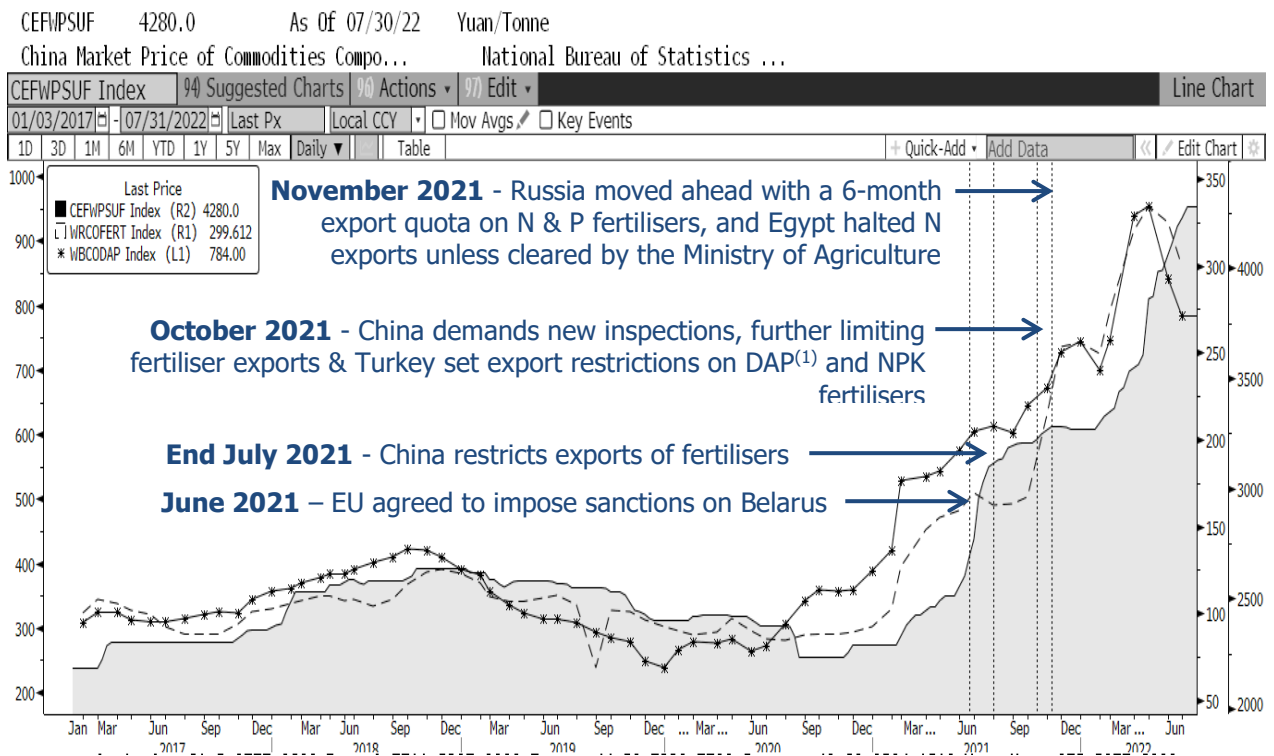 CEFWPSUF 4280.0 As Of 07/30/22 Yuan/Tonne
China Market Price of Commodities Compo... National Bureau of Statistics ...
CEFWPSUF Index 94) Suggested Charts 96) Actions 97) Edit Line Chart
01/03/2017 - 07/31/2022 Last Px Local CCY Mov Avgs Key Events
1D 3D 1M 6M YTD 1Y 5Y Max Daily ▼ Table + Quick-Add Add Data « Edit Chart
Last Price
CEFWPSUF Index (R2) 4280.0
WRCOFERT Index (R1) 299.612
WBCODAP Index (L1) 784.00
November 2021 - Russia moved ahead with a 6-month
export quota on N & P fertilisers, and Egypt halted N
exports unless cleared by the Ministry of Agriculture
October 2021 - China demands new inspections, further limiting
fertiliser exports & Turkey set export restrictions on DAP(1) and NPK
fertilisers
End July 2021 - China restricts exports of fertilisers
June 2021 – EU agreed to impose sanctions on Belarus
1000
900
800
700
600
500
400
300
200
350
300
250
200
150
100
50
4000
3500
3000
2500
2000
Jan Mar Jun Sep Dec Mar Jun Sep Dec Mar Jun Sep Dec ... Mar... Jun Sep Dec Mar... Jun Sep Dec Mar... Jun
2017 2018 2019 2020 2021 2022